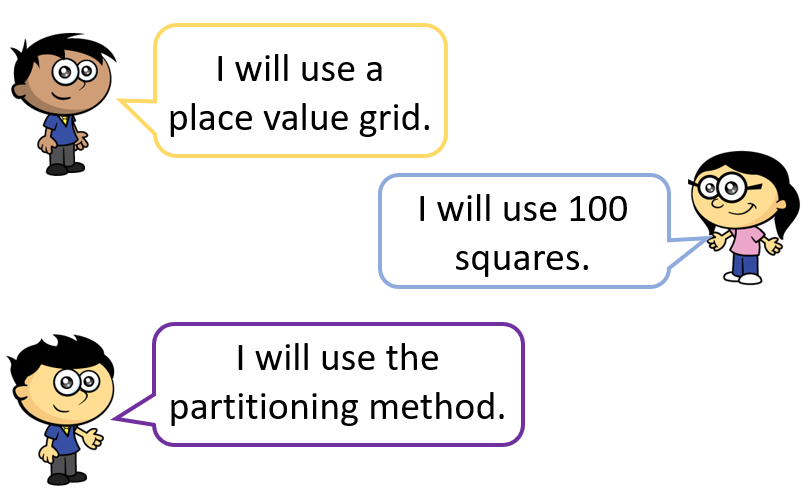 I will use a
place value grid.
I will use 100
squares.
I will use the
partitioning method.